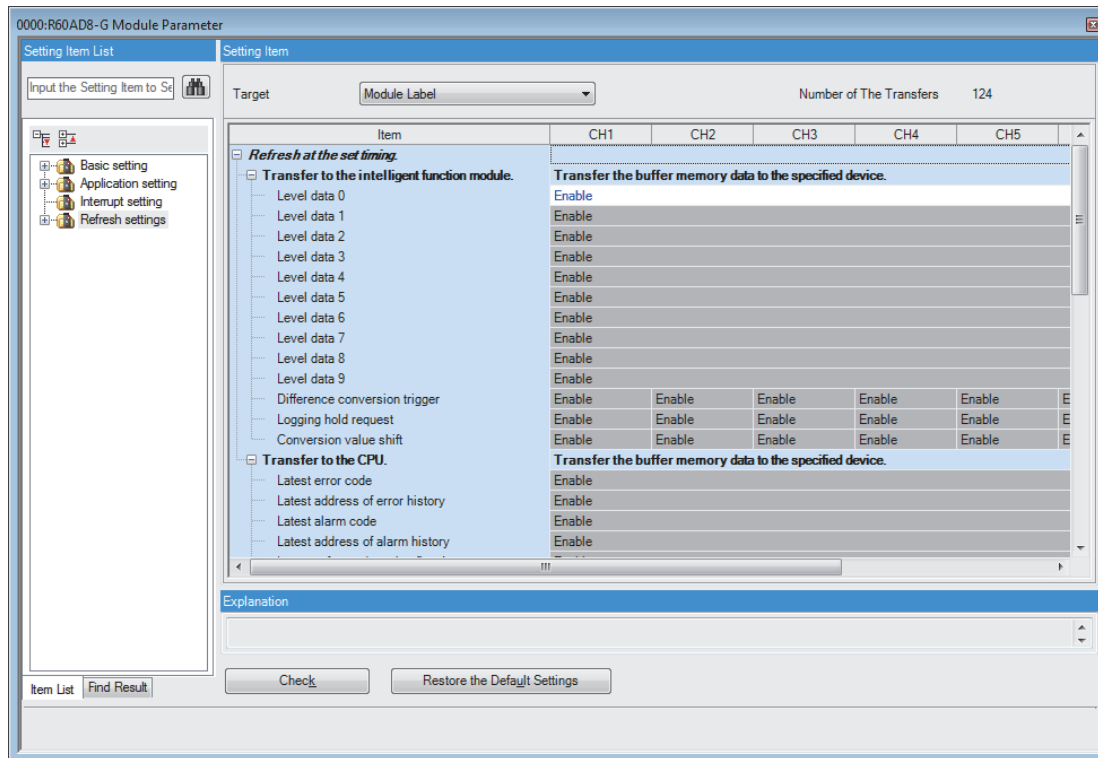 0000:R60AD8-G Module Parameter
Setting Item List
Input the Setting Item to Se
Basic setting
Application setting
Interrupt setting
Refresh settings
Item List Find Result
Setting Item
Target Module Label Number of The Transfers 124
Item CH1 CH2 CH3 CH4 CH5
Refresh at the set timing.
Transfer to the intelligent function module. Transfer the buffer memory data to the specified device.
Level data 0 Enable
Level data 1 Enable
Level data 2 Enable
Level data 3 Enable
Level data 4 Enable
Level data 5 Enable
Level data 6 Enable
Level data 7 Enable
Level data 8 Enable
Level data 9 Enable
Difference conversion trigger Enable Enable Enable Enable Enable E
Logging hold request Enable Enable Enable Enable Enable E
Conversion value shift Enable Enable Enable Enable Enable E
Transfer to the CPU. Transfer the buffer memory data to the specified device.
Latest error code Enable
Latest address of error history Enable
Latest alarm code Enable
Latest address of alarm history Enable
Explanation
Check Restore the Default Settings